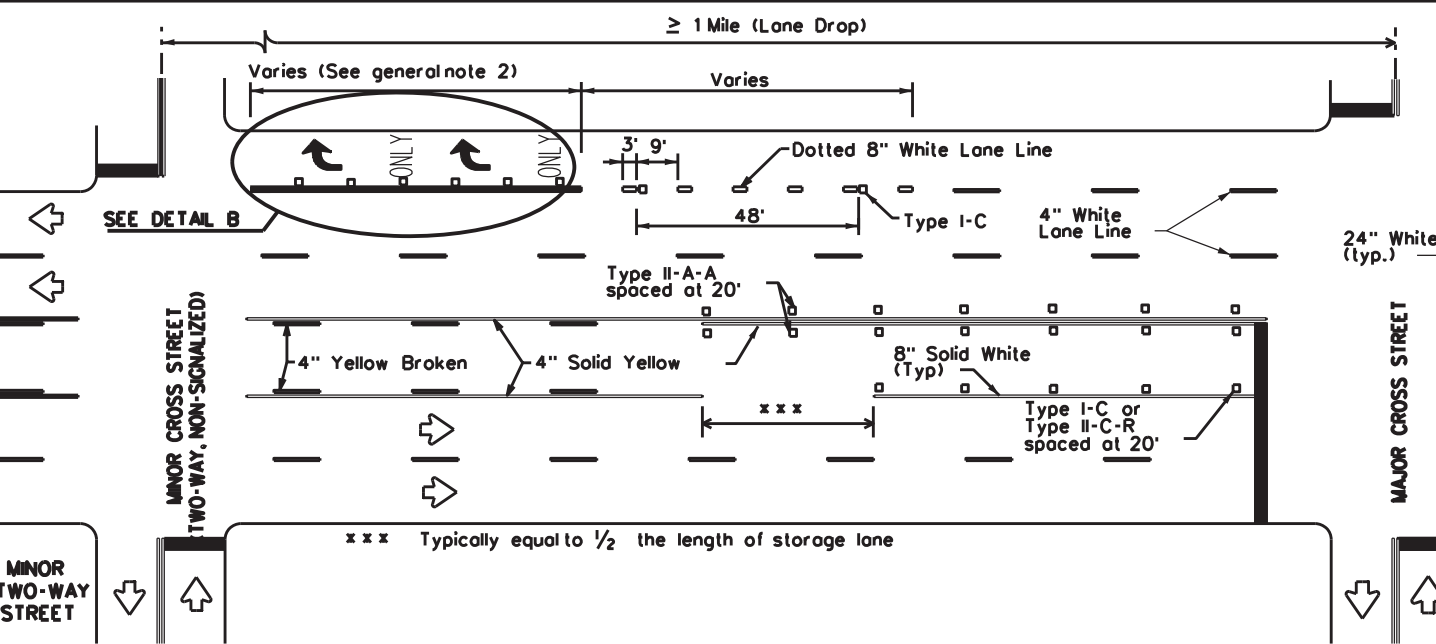 ≥ 1 Mile (Lane Drop)
Varies (See general note 2)
Varies
ONLY
ONLY
3' 9'
Dotted 8" White Lane Line
SEE DETAIL B
48'
Type I-C
4" White
Lane Line
24" White
(typ.)
Type II-A-A
spaced at 20'
MINOR CROSS STREET
(TWO-WAY, NON-SIGNALIZED)
4" Yellow Broken
4" Solid Yellow
8" Solid White
(Typ)
x x x
Type I-C or
Type II-C-R
spaced at 20'
MAJOR CROSS STREET
x x x Typically equal to 1/2 the length of storage lane
MINOR
TWO-WAY
STREET